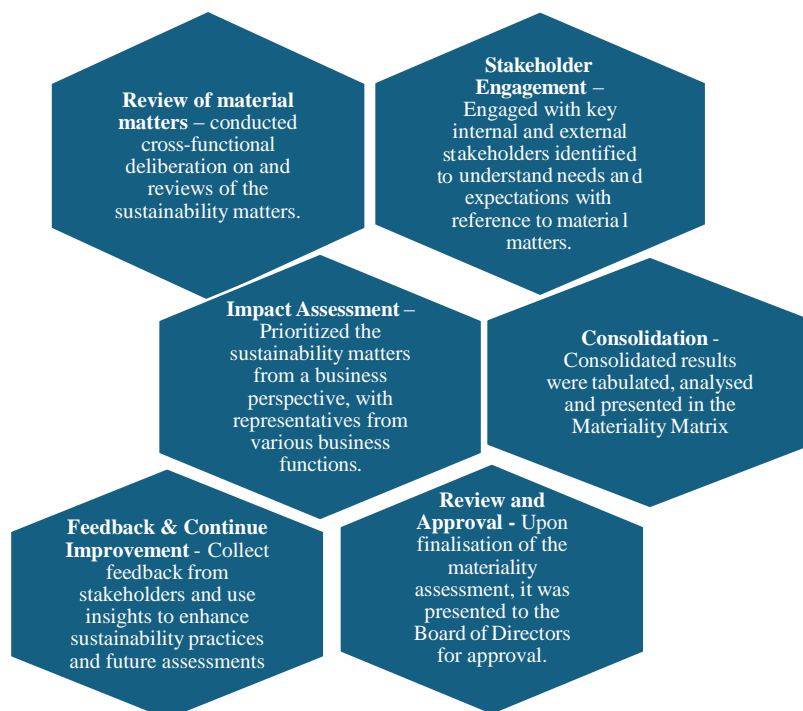 Review of material
matters – conducted
cross-functional
deliberation on and
reviews of the
sustainability matters.
Stakeholder
Engagement –
Engaged with key
internal and external
stakeholders identified
to understand needs and
expectations with
reference to material
matters.
Impact Assessment –
Prioritized the
sustainability matters
from a business
perspective, with
representatives from
various business
functions.
Consolidation -
Consolidated results
were tabulated, analysed
and presented in the
Materiality Matrix
Feedback & Continue
Improvement - Collect
feedback from
stakeholders and use
insights to enhance
sustainability practices
and future assessments
Review and
Approval - Upon
finalisation of the
materiality
assessment, it was
presented to the
Board of Directors
for approval.